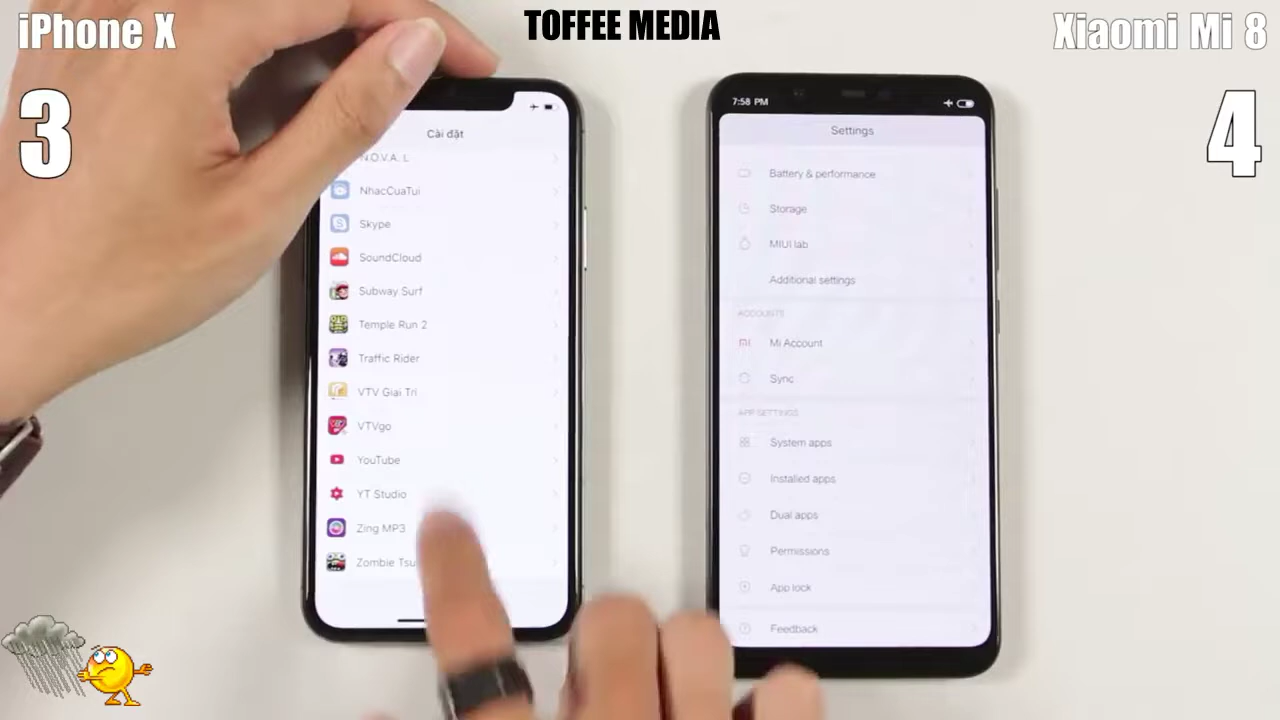 iPhone X
TOFFEE MEDIA
Xiaomi Mi 8
3
4
Cài đặt
N.O.V.A. L
NhacCuaTui
Skype
SoundCloud
Subway Surf
Temple Run 2
Traffic Rider
VTV Giai Tri
VTVgo
YouTube
YT Studio
Zing MP3
Zombie Tsu
7:58 PM
Settings
Battery & performance
Storage
MIUI lab
Additional settings
ACCOUNTS
Mi Account
Sync
APP SETTINGS
System apps
Installed apps
Dual apps
Permissions
App lock
Feedback